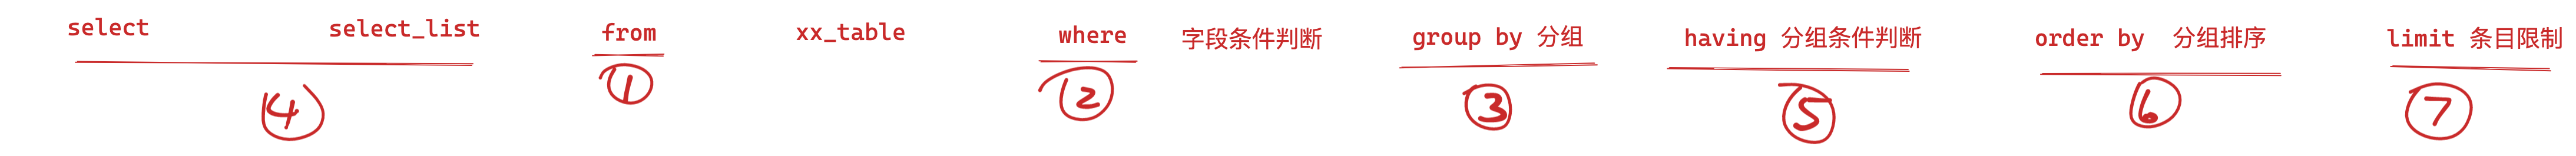 select select_list from xx_table where 字段条件判断 group by 分组 having 分组条件判断 order by 分组排序 limit 条目限制
4 1 2 3 5 6 7